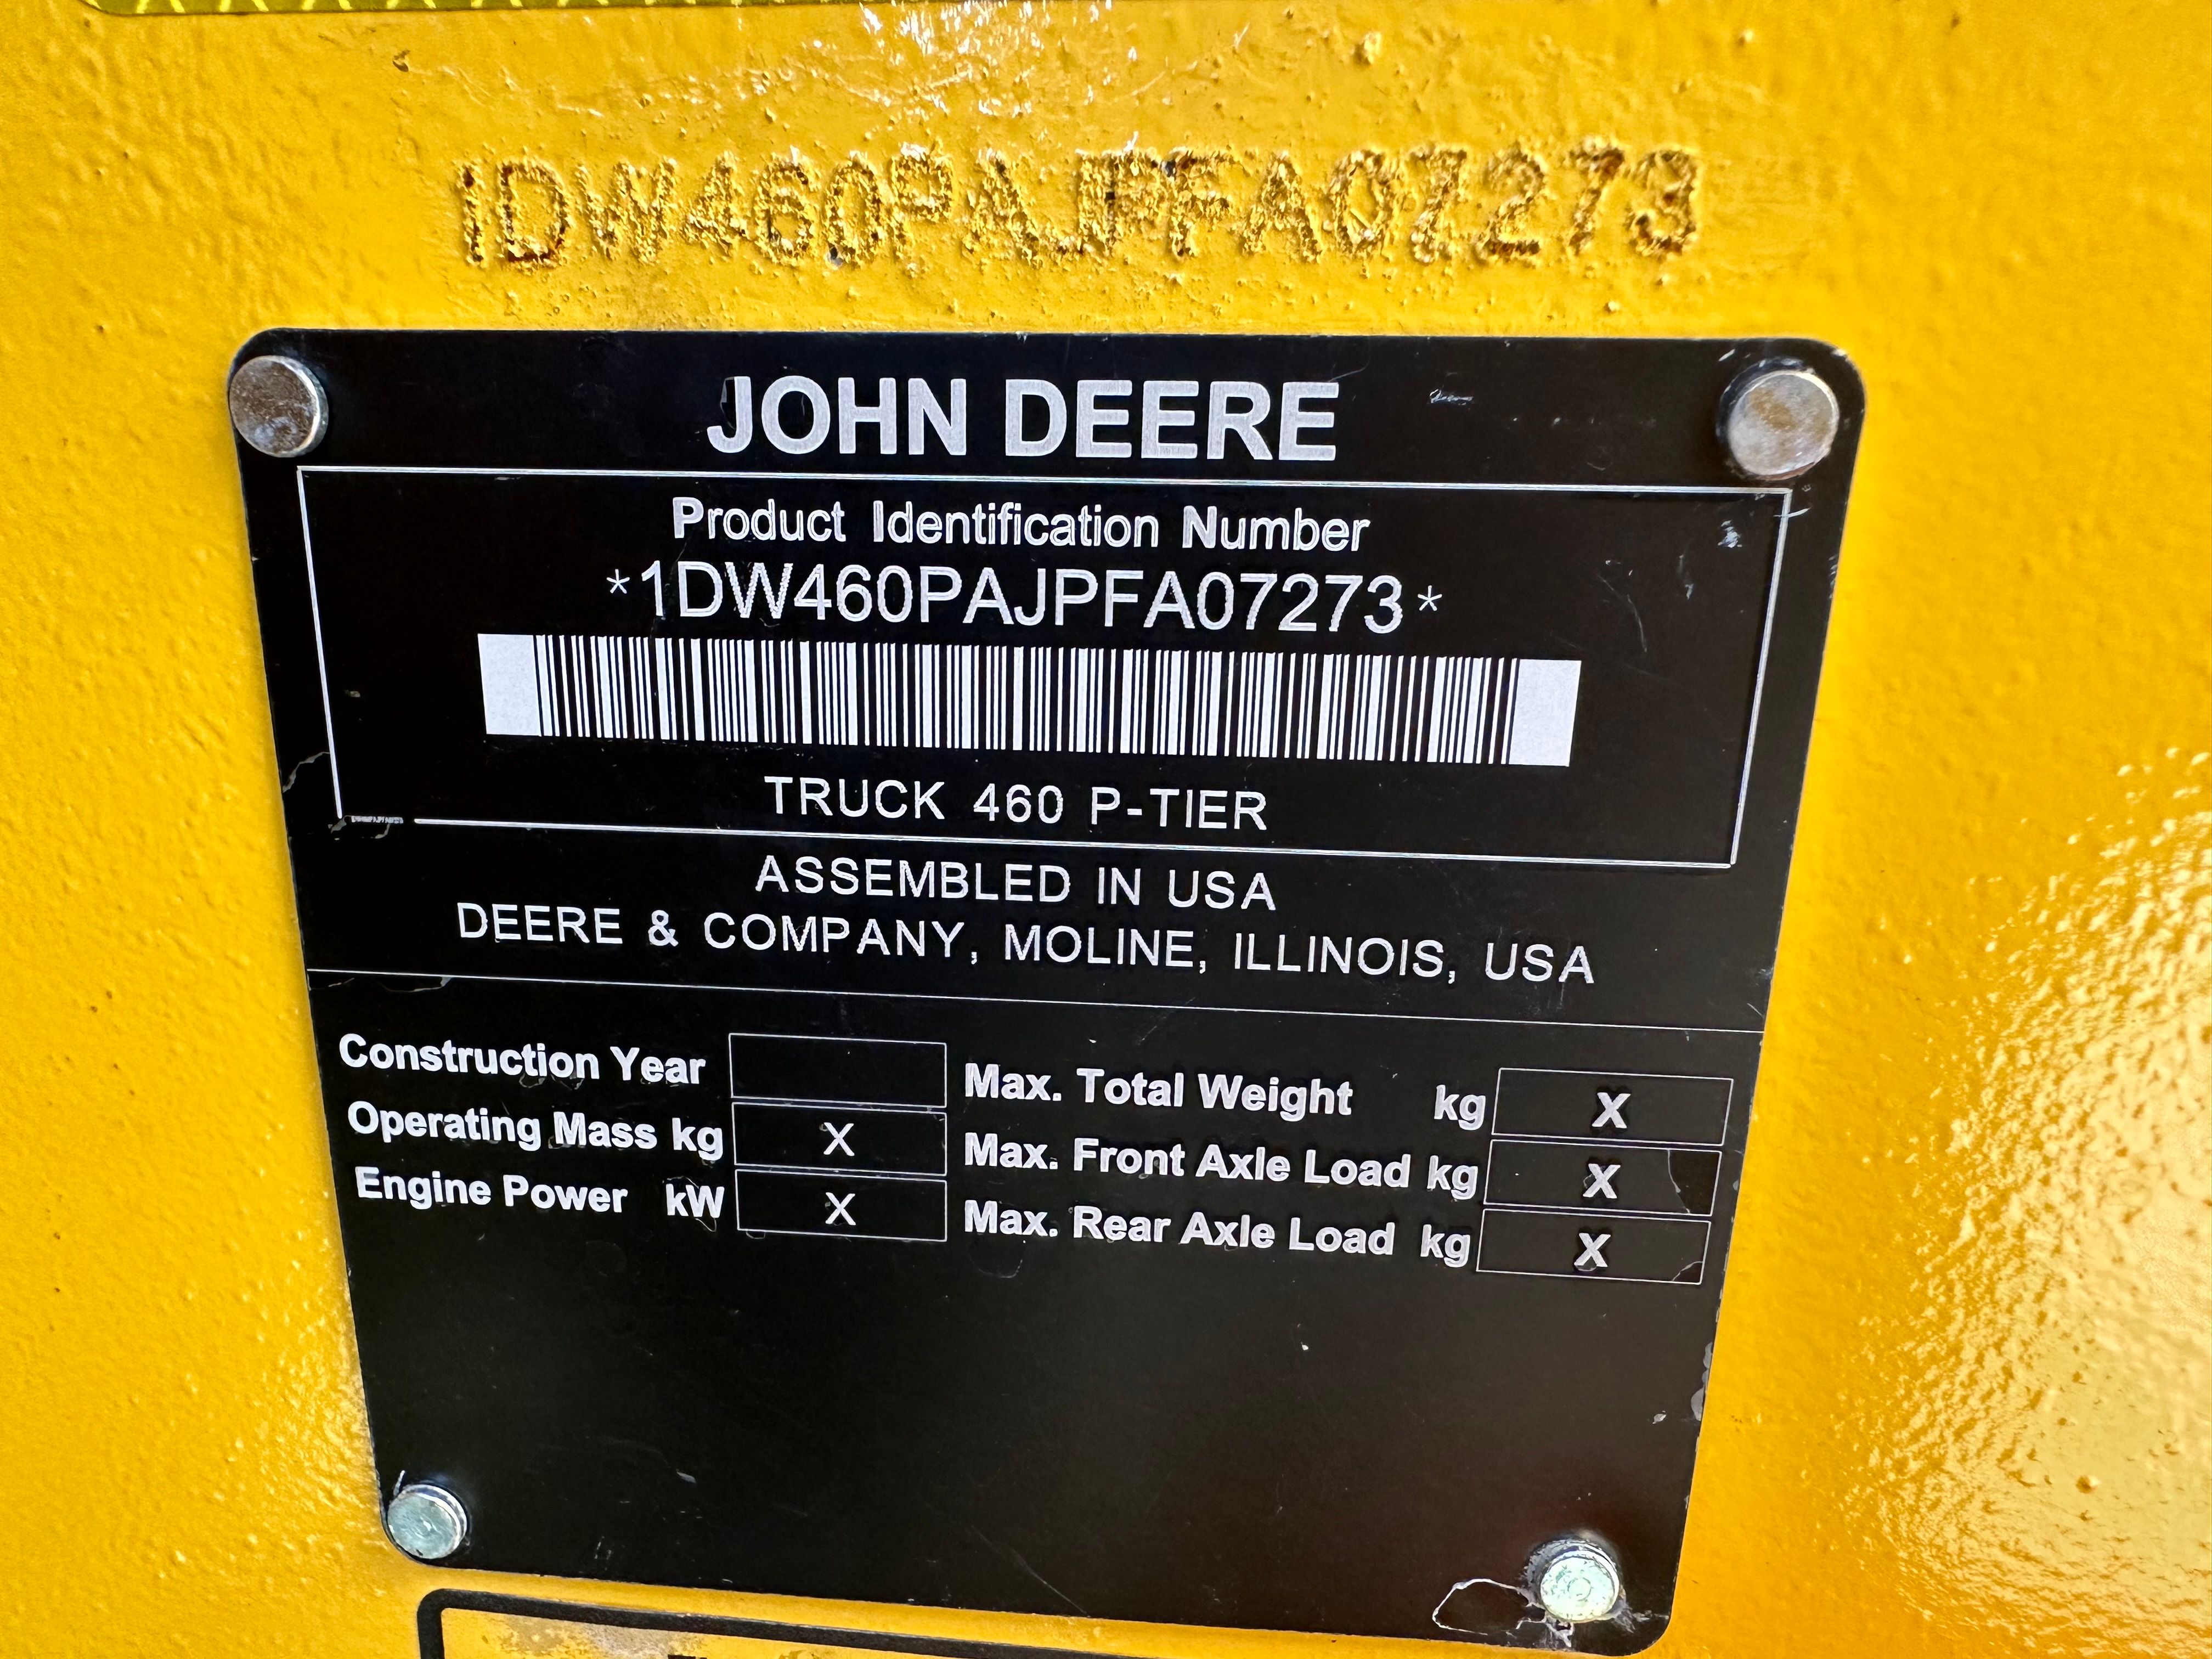 1DW460PAJPFA07273
JOHN DEERE
Product Identification Number
*1DW460PAJPFA07273*
TRUCK 460 P-TIER
ASSEMBLED IN USA
DEERE & COMPANY, MOLINE, ILLINOIS, USA
Construction Year
Operating Mass kg X
Engine Power kW X
Max. Total Weight kg X
Max. Front Axle Load kg X
Max. Rear Axle Load kg X